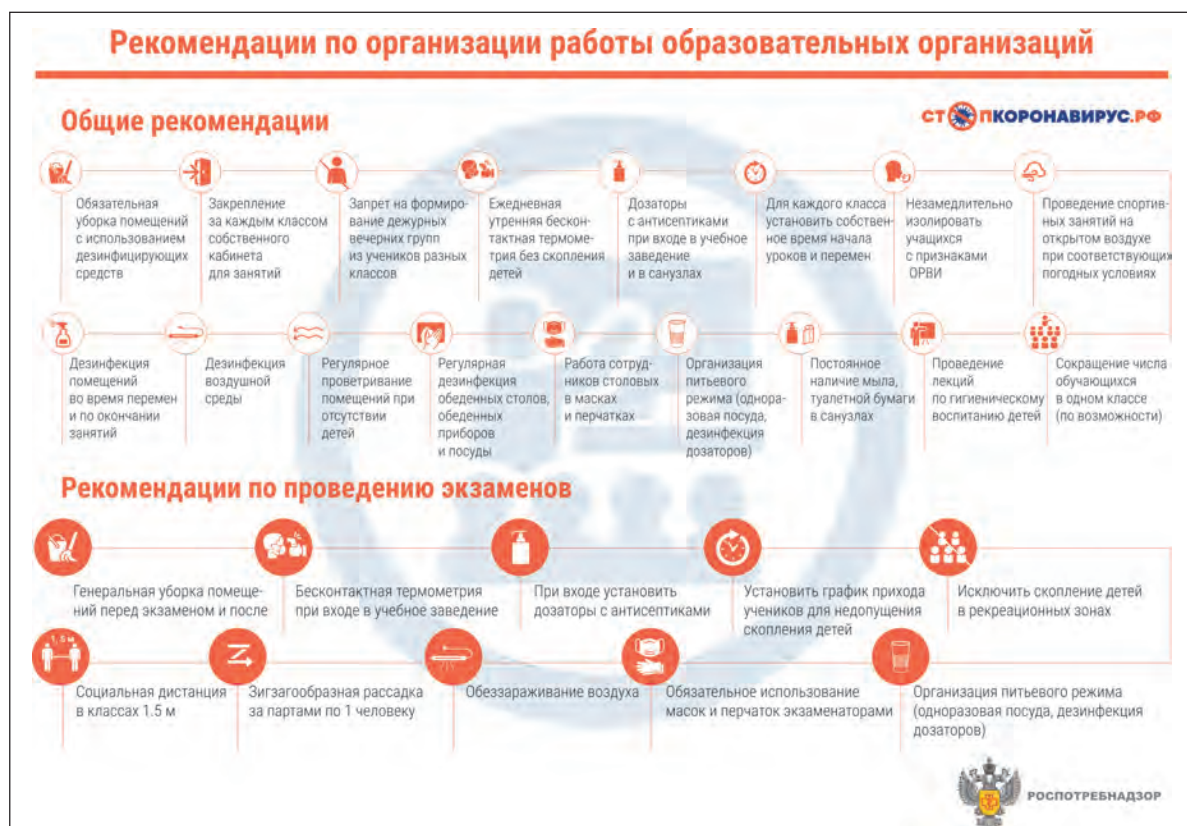 Рекомендации по организации работы образовательных организаций
Общие рекомендации
СТОПКОРОНАВИРУС.РФ
Обязательная
уборка помещений
с использованием
дезинфицирующих
средств
Закрепление
за каждым классом
собственного
кабинета
для занятий
Запрет на формиро-
вание дежурных
вечерних групп
из учеников разных
классов
Ежедневная
утренняя бескон-
тактная термоме-
трия без скопления
детей
Дозаторы
с антисептиками
при входе в учебное
заведение
и в санузлах
Для каждого класса
установить собствен-
ное время начала
уроков и перемен
Незамедлительно
изолировать
учащихся
с признаками
ОРВИ
Проведение спортив-
ных занятий на
открытом воздухе
при соответствующих
погодных условиях
Дезинфекция
помещений
во время перемен
и по окончании
занятий
Дезинфекция
воздушной
среды
Регулярное
проветривание
помещений при
отсутствии
детей
Регулярная
дезинфекция
обеденных столов,
обеденных
приборов
и посуды
Работа сотруд-
ников столовых
в масках
и перчатках
Организация
питьевого
режима (однора-
зовая посуда,
дезинфекция
дозаторов)
Постоянное
наличие мыла,
туалетной бумаги
в санузлах
Проведение
лекций
по гигиеническому
воспитанию детей
Сокращение числа
обучающихся
в одном классе
(по возможности)
Рекомендации по проведению экзаменов
Генеральная уборка помеще-
ний перед экзаменом и после
Бесконтактная термометрия
при входе в учебное заведение
При входе установить
дозаторы с антисептиками
Установить график прихода
учеников для недопущения
скопления детей
Исключить скопление детей
в рекреационных зонах
1,5 м
Социальная дистанция
в классах 1.5 м
Зигзагообразная рассадка
за партами по 1 человеку
Обеззараживание воздуха
Обязательное использование
масок и перчаток экзаменаторами
Организация питьевого режима
(одноразовая посуда, дезинфекция
дозаторов)
РОСПОТРЕБНАДЗОР